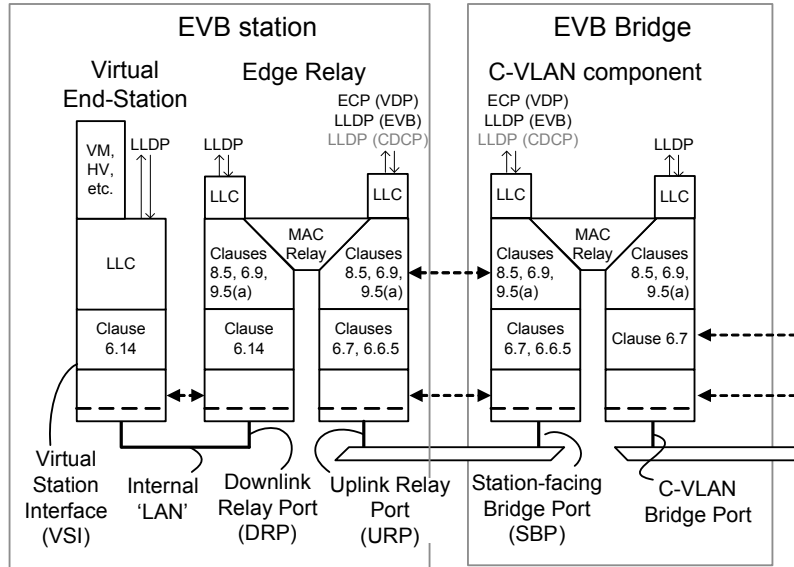 EVB station
EVB Bridge
Virtual
End-Station
Edge Relay
C-VLAN component
VM,
HV,
etc.
LLDP
LLDP
ECP (VDP)
LLDP (EVB)
LLDP (CDCP)
ECP (VDP)
LLDP (EVB)
LLDP (CDCP)
LLDP
LLC
LLC
LLC
LLC
LLC
MAC
Relay
MAC
Relay
Clauses
8.5, 6.9,
9.5(a)
Clauses
8.5, 6.9,
9.5(a)
Clauses
8.5, 6.9,
9.5(a)
Clauses
8.5, 6.9,
9.5(a)
Clause
6.14
Clause
6.14
Clauses
6.7, 6.6.5
Clauses
6.7, 6.6.5
Clause 6.7
Virtual
Station
Interface
(VSI)
Internal
‘LAN’
Downlink
Relay Port
(DRP)
Uplink Relay
Port
(URP)
Station-facing
Bridge Port
(SBP)
C-VLAN
Bridge Port